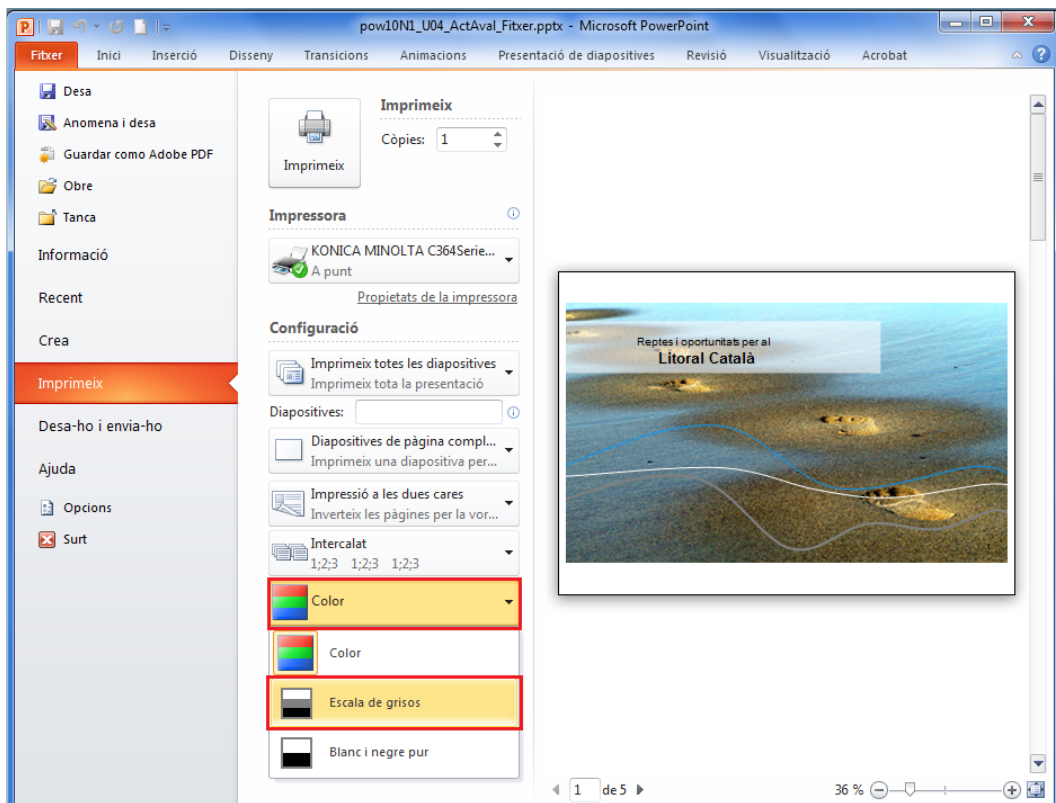 pow10N1_U04_ActAval_Fitxer.pptx - Microsoft PowerPoint
Fitxer Inici Inserció Disseny Transicions Animacions Presentació de diapositives Revisió Visualització Acrobat
Desa
Anomena i desa
Guardar como Adobe PDF
Obre
Tanca
Informació
Recent
Crea
Imprimeix
Desa-ho i envia-ho
Ajuda
Opcions
Surt
Imprimeix
Imprimeix
Còpies: 1
Impressora
KONICA MINOLTA C364Serie...
A punt
Propietats de la impressora
Configuració
Imprimeix totes les diapositives
Imprimeix tota la presentació
Diapositives:
Diapositives de pàgina compl...
Imprimeix una diapositiva per...
Impressió a les dues cares
Inverteix les pàgines per la vor...
Intercalat
1;2;3 1;2;3 1;2;3
Color
Color
Escala de grisos
Blanc i negre pur
Reptes i oportunitats per al
Litoral Català
1 de 5
36 %